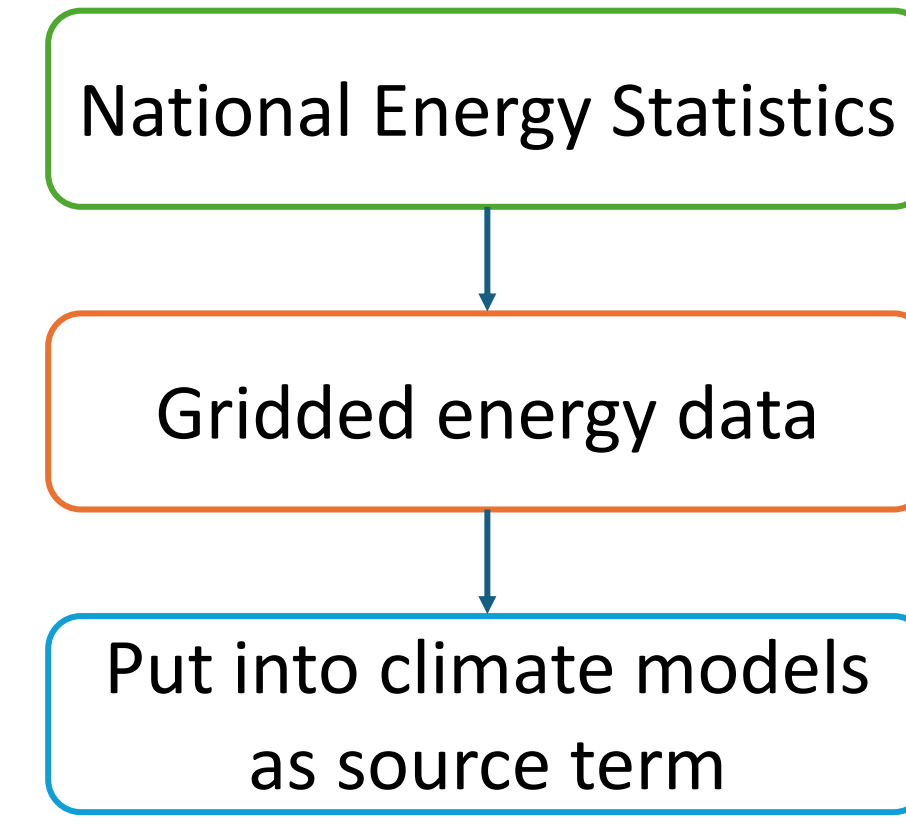 National Energy Statistics
Gridded energy data
Put into climate models
as source term